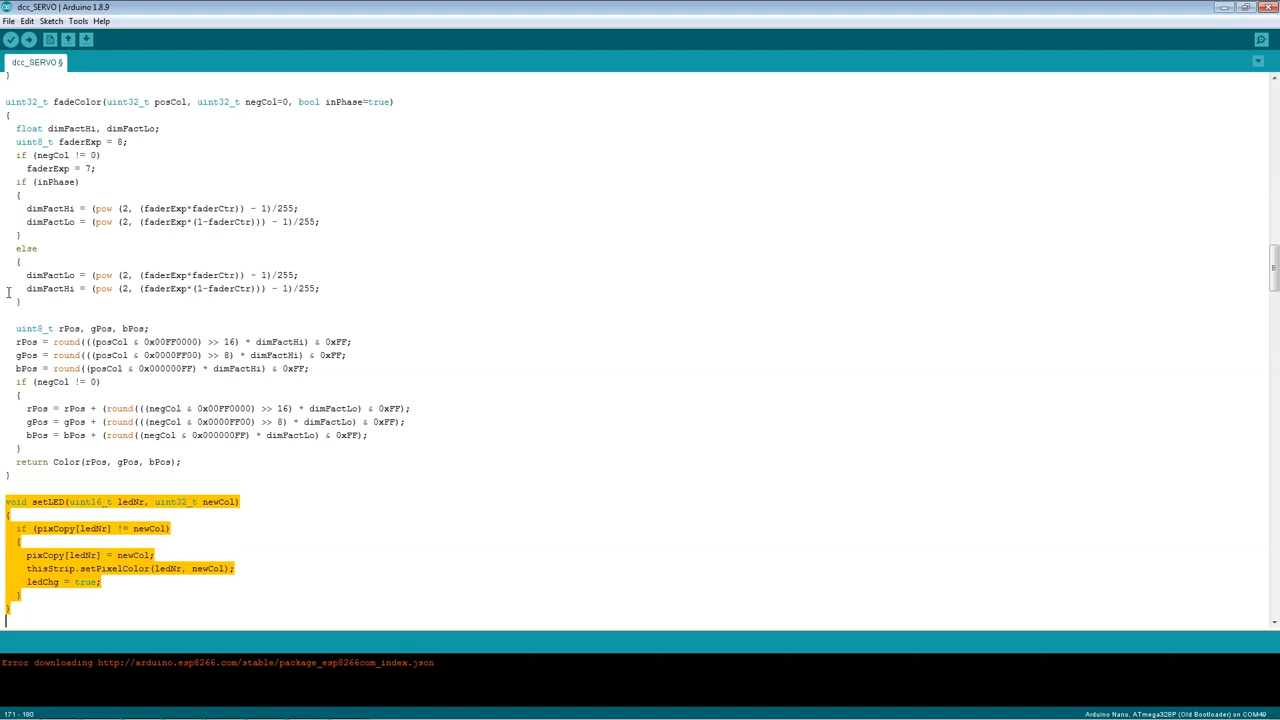 dcc_SERVO | Arduino 1.8.9
File Edit Sketch Tools Help
dcc_SERVO §
}
uint32_t fadeColor(uint32_t posCol, uint32_t negCol=0, bool inPhase=true)
{
float dimFactHi, dimFactLo;
uint8_t faderExp = 8;
if (negCol != 0)
faderExp = 7;
if (inPhase)
{
dimFactHi = (pow (2, (faderExp*faderCtr)) - 1)/255;
dimFactLo = (pow (2, (faderExp*(1-faderCtr))) - 1)/255;
}
else
{
dimFactLo = (pow (2, (faderExp*faderCtr)) - 1)/255;
dimFactHi = (pow (2, (faderExp*(1-faderCtr))) - 1)/255;
}
uint8_t rPos, gPos, bPos;
rPos = round(((posCol & 0x00FF0000) >> 16) * dimFactHi) & 0xFF;
gPos = round(((posCol & 0x0000FF00) >> 8) * dimFactHi) & 0xFF;
bPos = round((posCol & 0x000000FF) * dimFactHi) & 0xFF;
if (negCol != 0)
{
rPos = rPos + (round(((negCol & 0x00FF0000) >> 16) * dimFactLo) & 0xFF);
gPos = gPos + (round(((negCol & 0x0000FF00) >> 8) * dimFactLo) & 0xFF);
bPos = bPos + (round((negCol & 0x000000FF) * dimFactLo) & 0xFF);
}
return Color(rPos, gPos, bPos);
}
void setLED(uint16_t ledNr, uint32_t newCol)
{
if (pixCopy[ledNr] != newCol)
{
pixCopy[ledNr] = newCol;
thisStrip.setPixelColor(ledNr, newCol);
ledChg = true;
}
}
Error downloading http://arduino.esp8266.com/stable/package_esp8266com_index.json
171 - 180
Arduino Nano, ATmega328P (Old Bootloader) on COM49